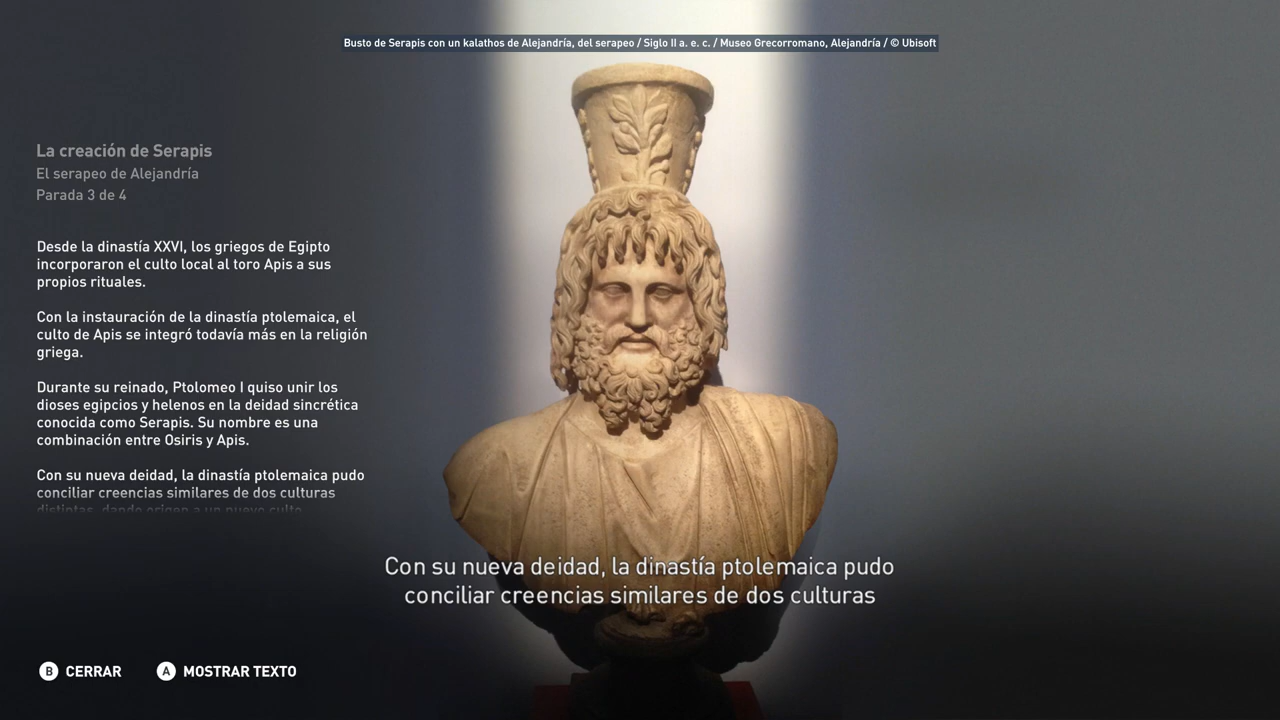 Busto de Serapis con un kalathos de Alejandría, del serapeo / Siglo II a. e. c. / Museo Grecorromano, Alejandría / © Ubisoft
La creación de Serapis
El serapeo de Alejandría
Parada 3 de 4
Desde la dinastía XXVI, los griegos de Egipto
incorporaron el culto local al toro Apis a sus
propios rituales.
Con la instauración de la dinastía ptolemaica, el
culto de Apis se integró todavía más en la religión
griega.
Durante su reinado, Ptolomeo I quiso unir los
dioses egipcios y helenos en la deidad sincrética
conocida como Serapis. Su nombre es una
combinación entre Osiris y Apis.
Con su nueva deidad, la dinastía ptolemaica pudo
conciliar creencias similares de dos culturas
distintas, dando origen a un nuevo culto
Con su nueva deidad, la dinastía ptolemaica pudo
conciliar creencias similares de dos culturas
B CERRAR
A MOSTRAR TEXTO